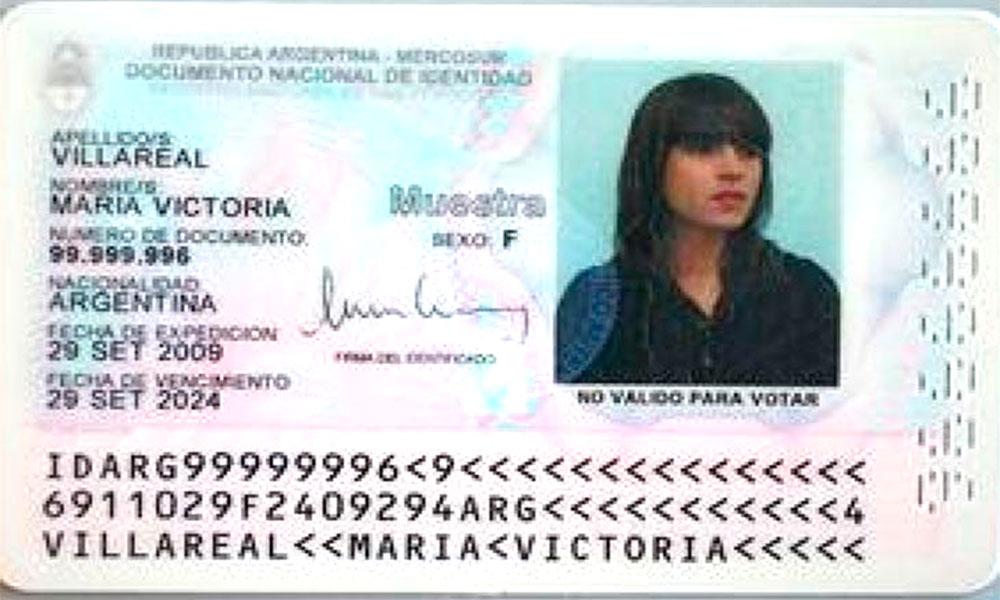 REPUBLICA ARGENTINA - MERCOSUR
DOCUMENTO NACIONAL DE IDENTIDAD
APELLIDO/S:
VILLAREAL
NOMBRE/S:
MARIA VICTORIA
Muestra
NUMERO DE DOCUMENTO:
99.999.996
SEXO: F
NACIONALIDAD
ARGENTINA
FECHA DE EXPEDICION
29 SET 2009
FIRMA DEL IDENTIFICADO
FECHA DE VENCIMIENTO
29 SET 2024
NO VALIDO PARA VOTAR
IDARG99999996<9<<<<<<<<<<<<<<<
6911029F2409294ARG<<<<<<<<<<<4
VILLAREAL<<MARIA<VICTORIA<<<<<